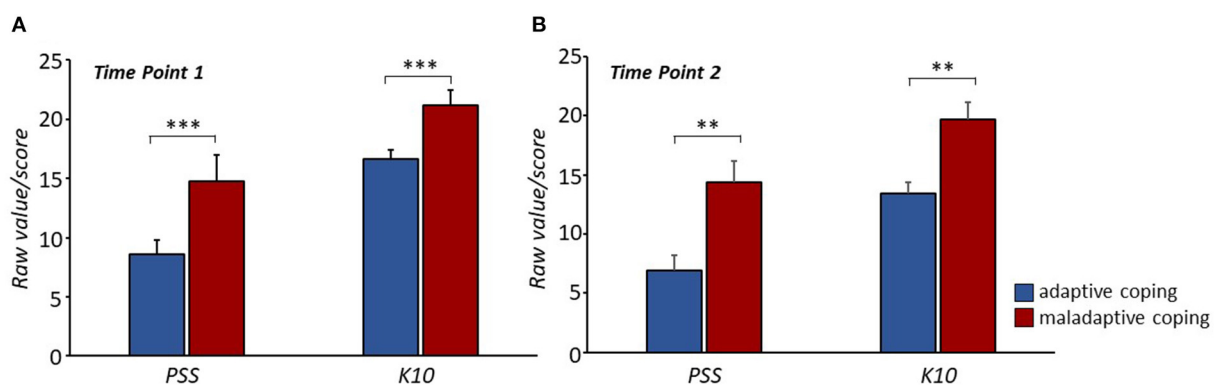 A
Time Point 1
Raw value/score
25
20
15
10
5
0
***
***
PSS
K10
B
Time Point 2
Raw value/score
25
20
15
10
5
0
**
**
PSS
K10
adaptive coping
maladaptive coping